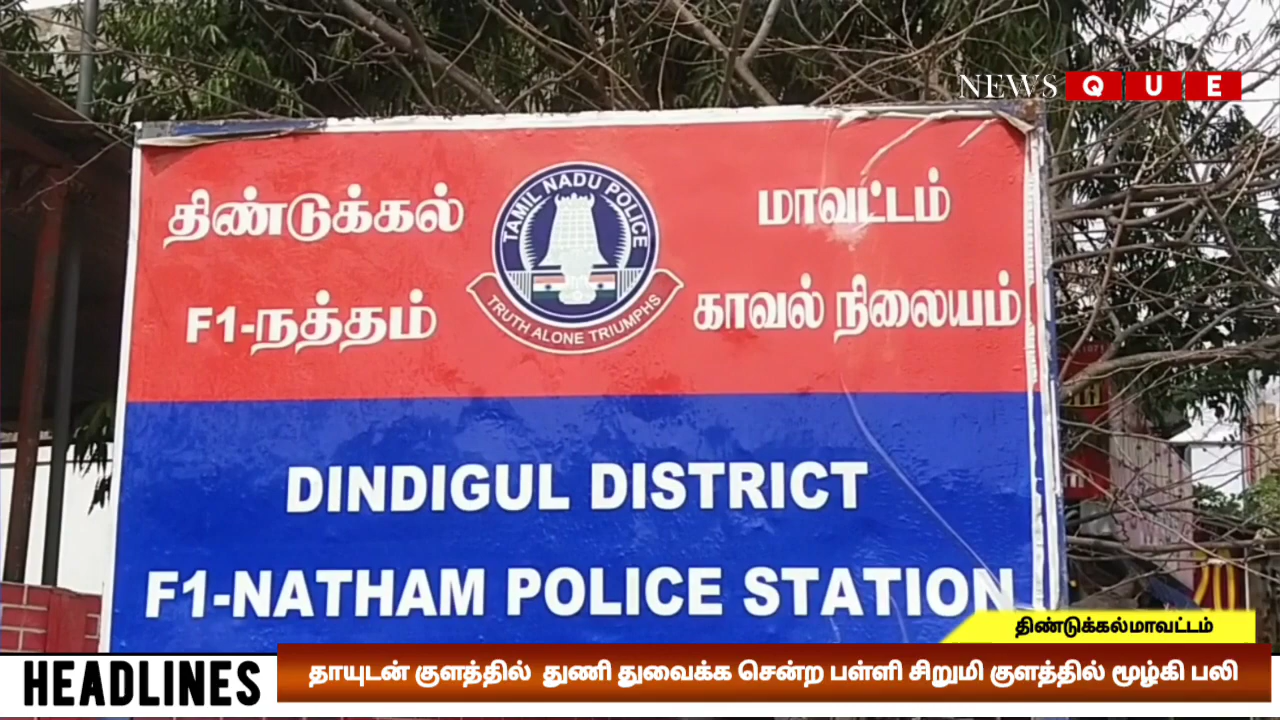 NEWS QUE
திண்டுக்கல் மாவட்டம்
TAMIL NADU POLICE
TRUTH ALONE TRIUMPHS
F1-நத்தம் காவல் நிலையம்
DINDIGUL DISTRICT
F1-NATHAM POLICE STATION
திண்டுக்கல்மாவட்டம்
HEADLINES
தாயுடன் குளத்தில் துணி துவைக்க சென்ற பள்ளி சிறுமி குளத்தில் மூழ்கி பலி